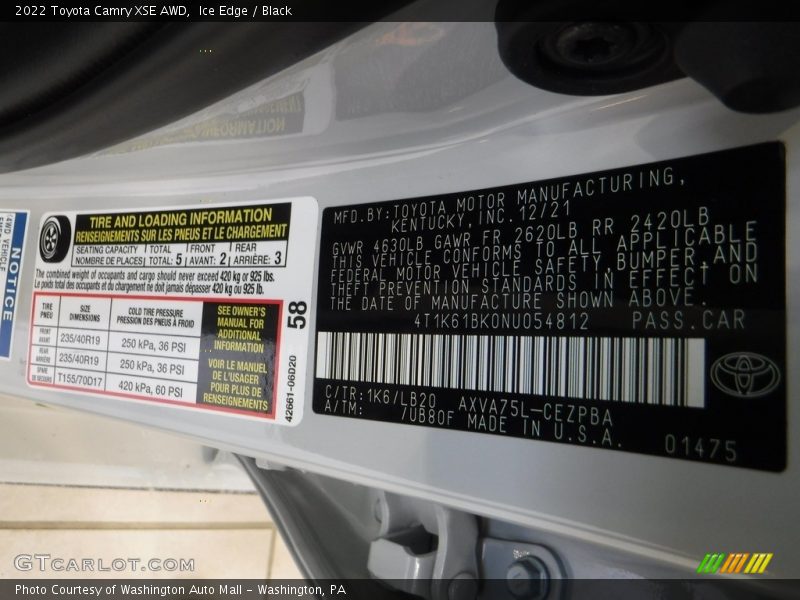 2022 Toyota Camry XSE AWD, Ice Edge / Black
4WD VEHICLE
NOTICE
TIRE AND LOADING INFORMATION
RENSEIGNEMENTS SUR LES PNEUS ET LE CHARGEMENT
SEATING CAPACITY TOTAL FRONT REAR
NOMBRE DE PLACES TOTAL: 5 AVANT: 2 ARRIÈRE: 3
The combined weight of occupants and cargo should never exceed 420 kg or 925 lbs.
Le poids total des occupants et du chargement ne doit jamais dépasser 420 kg ou 925 lb.
TIRE PNEU SIZE DIMENSIONS COLD TIRE PRESSURE PRESSION DES PNEUS À FROID
FRONT AVANT 235/40R19 250 kPa, 36 PSI
REAR ARRIÈRE 235/40R19 250 kPa, 36 PSI
SPARE DE SECOURS T155/70D17 420 kPa, 60 PSI
SEE OWNER'S
MANUAL FOR
ADDITIONAL
INFORMATION
VOIR LE MANUEL
DE L'USAGER
POUR PLUS DE
RENSEIGNEMENTS
42661-06D20 58
MFD.BY:TOYOTA MOTOR MANUFACTURING,
KENTUCKY,INC.12/21
GVWR 4630LB GAWR FR 2620LB RR 2420LB
THIS VEHICLE CONFORMS TO ALL APPLICABLE
FEDERAL MOTOR VEHICLE SAFETY,BUMPER,AND
THEFT PREVENTION STANDARDS IN EFFECT ON
THE DATE OF MANUFACTURE SHOWN ABOVE.
4T1K61BK0NU054812 PASS.CAR
C/TR:1K6/LB20 AXVA75L-CEZPBA
A/TM: /UB80F MADE IN U.S.A.
01475
GTCARLOT.COM
Photo Courtesy of Washington Auto Mall - Washington, PA